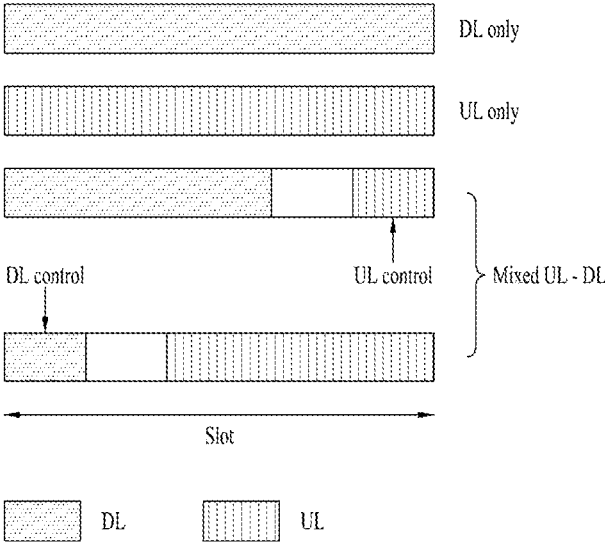 DL only
UL only
DL control
UL control
Mixed UL - DL
Slot
DL
UL